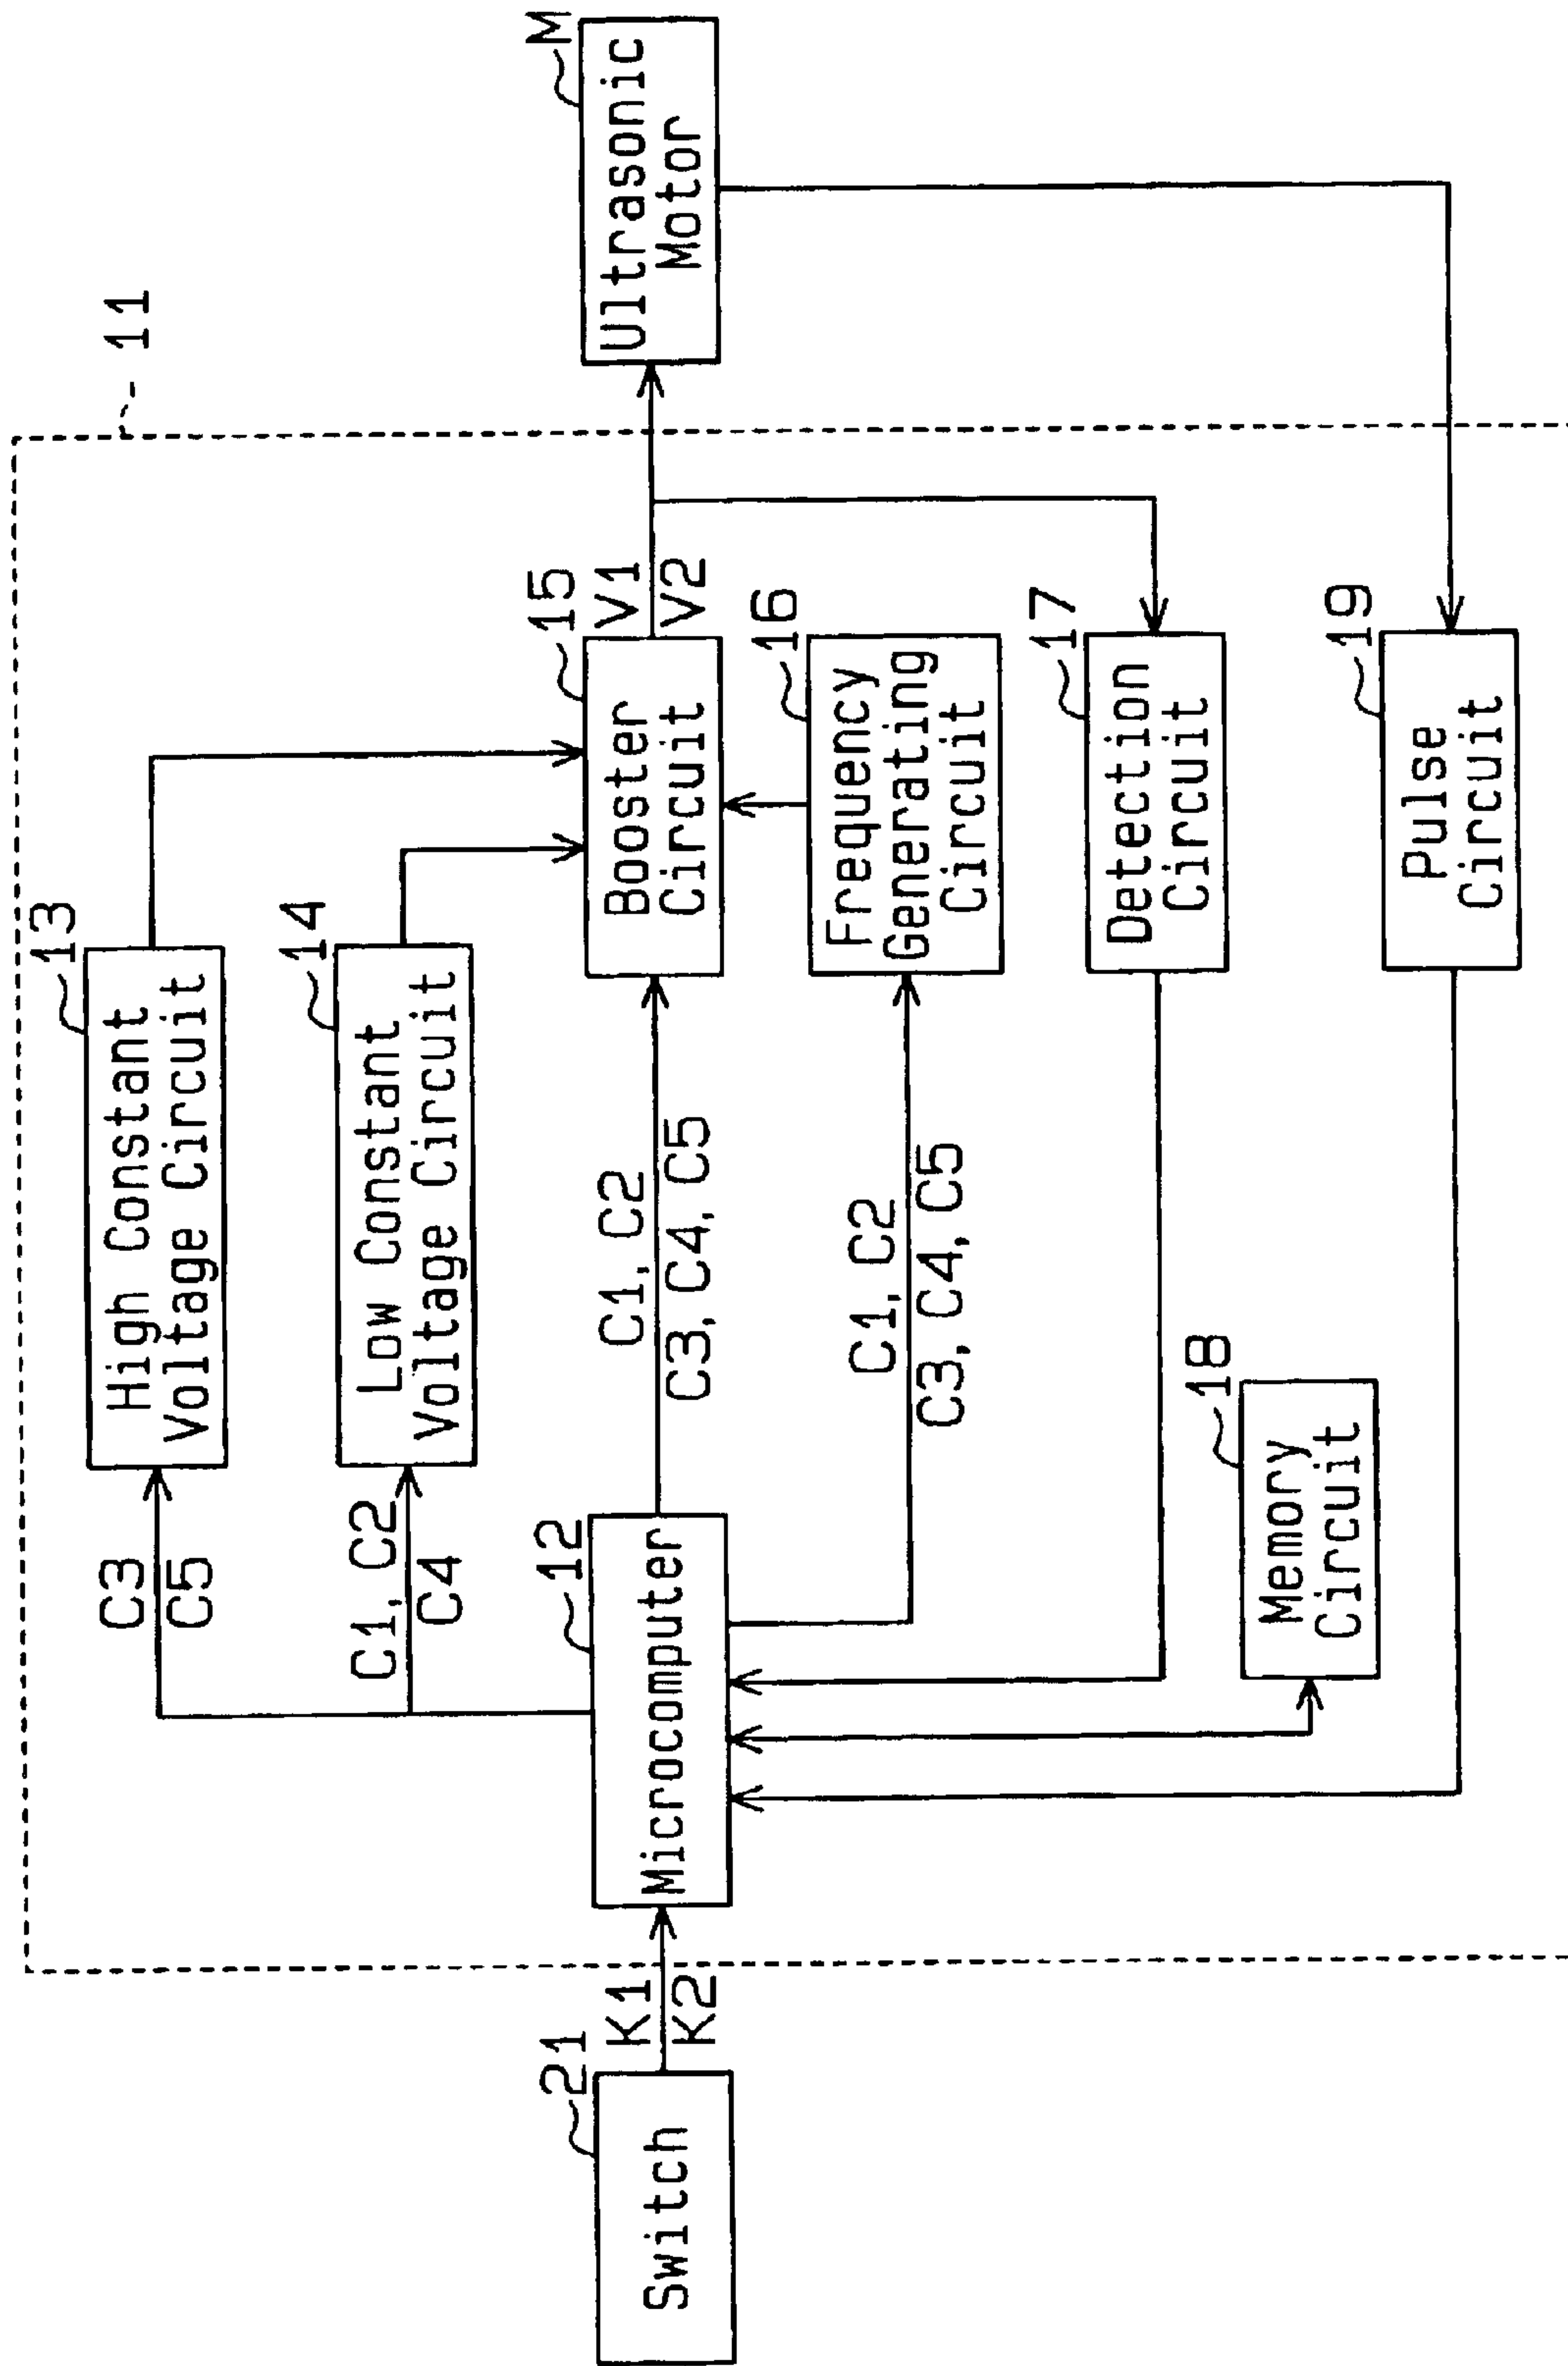 11
13
High Constant
Voltage Circuit
C3
C5
14
Low Constant
Voltage Circuit
C1, C2
C4
21
Switch
K1
K2
12
Microcomputer
C1, C2
C3, C4, C5
15
Booster
Circuit
V1
V2
M
Ultrasonic
Motor
16
Frequency
Generating
Circuit
C1, C2
C3, C4, C5
17
Detection
Circuit
18
Memory
Circuit
19
Pulse
Circuit